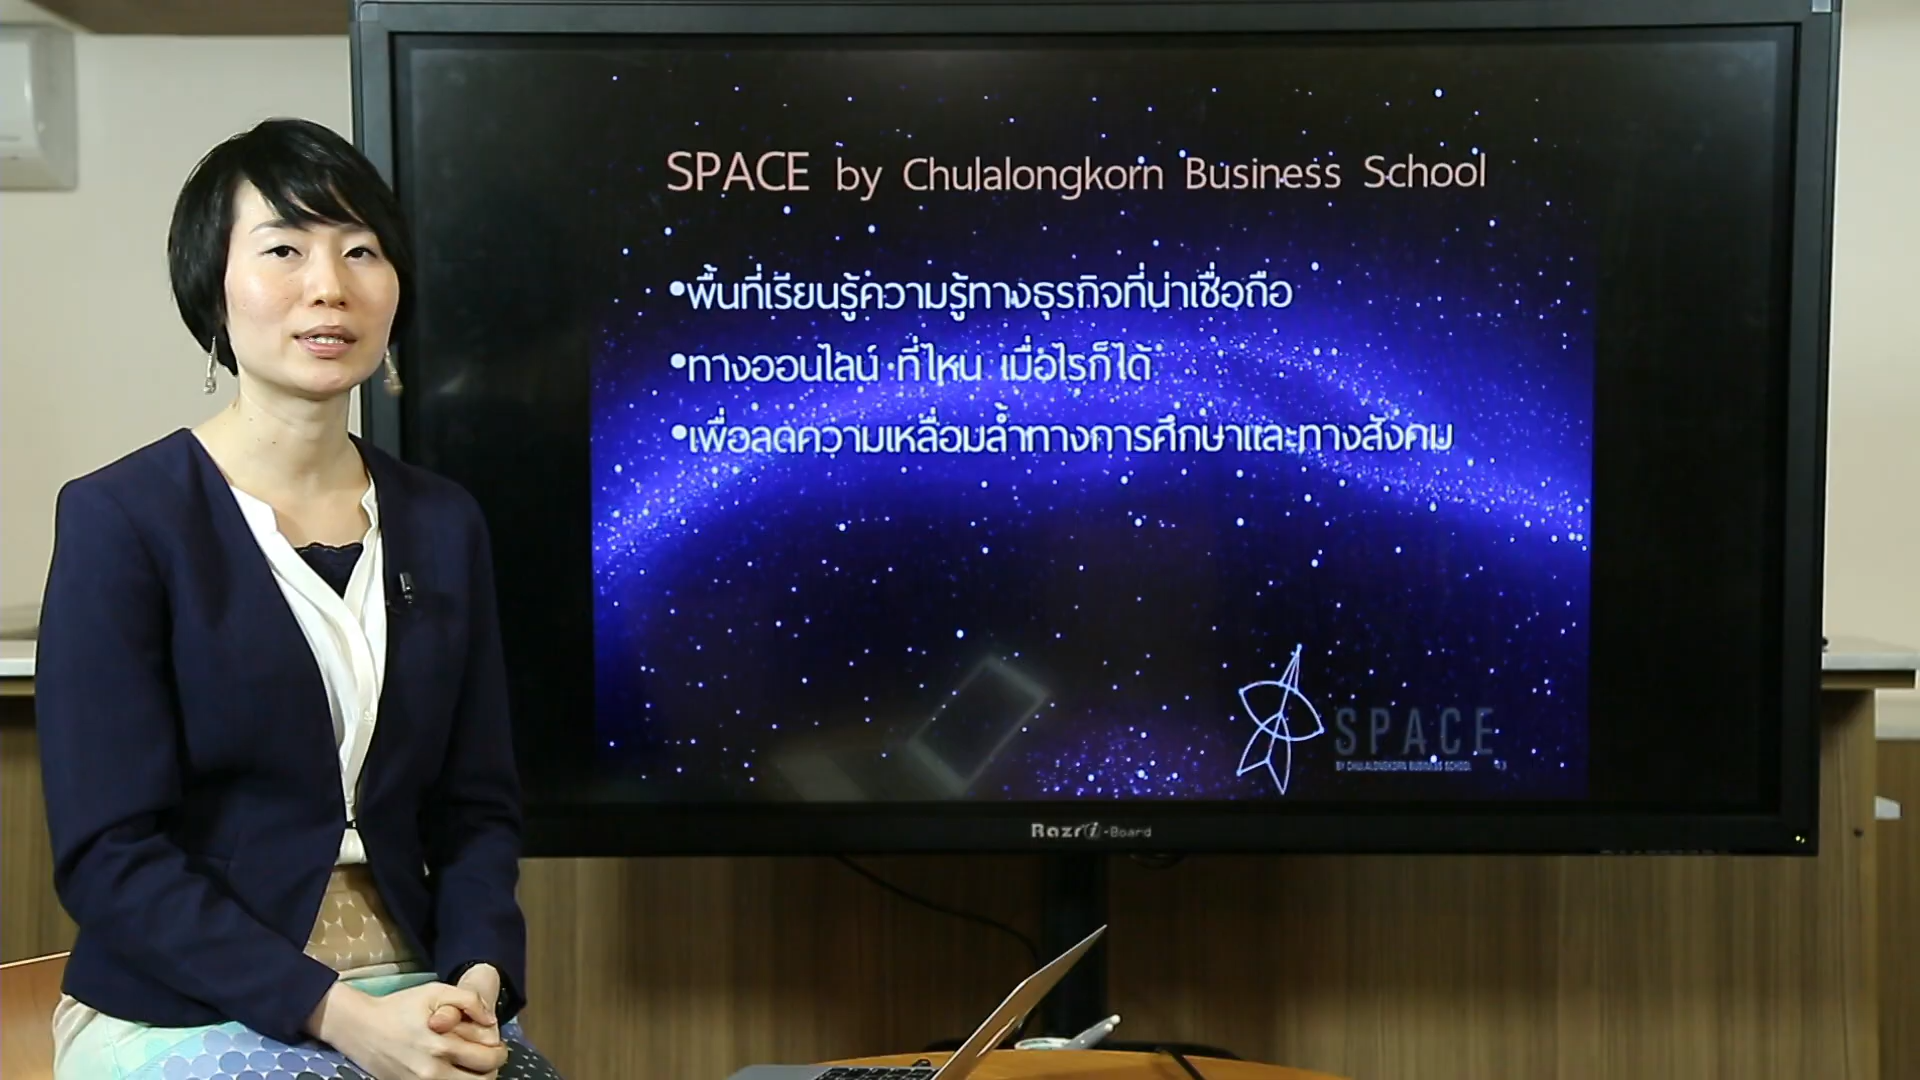 SPACE by Chulalongkorn Business School
•พื้นที่เรียนรู้ความรู้ทางธุรกิจที่น่าเชื่อถือ
•ทางออนไลน์ ที่ไหน เมื่อไรก็ได้
•เพื่อลดความเหลื่อมล้ำทางการศึกษาและทางสังคม
SPACE
BY CHULALONGKORN BUSINESS SCHOOL
Razr i-Board